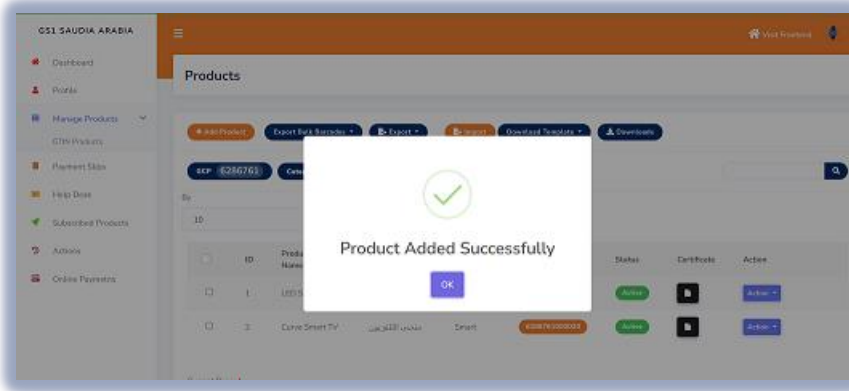 GS1 SAUDIA ARABIA
Visit Frontend
Dashboard
Products
Profile
Manage Products
+ Add Product
Export Bulk Barcodes
Export
Import
Download Template
Downloads
GTIN Products
Payment Slips
GCP 6286761
Help Desk
By
Subscribed Products
10
Product Added Successfully
Actions
ID
Name
Status
Certificate
Action
Online Payments
OK
1
Active
Action
2
Curve Smart TV
Smart
Active
Action